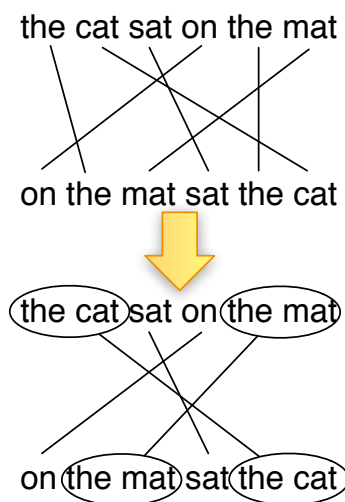 the cat sat on the mat
on the mat sat the cat
the cat sat on the mat
on the mat sat the cat